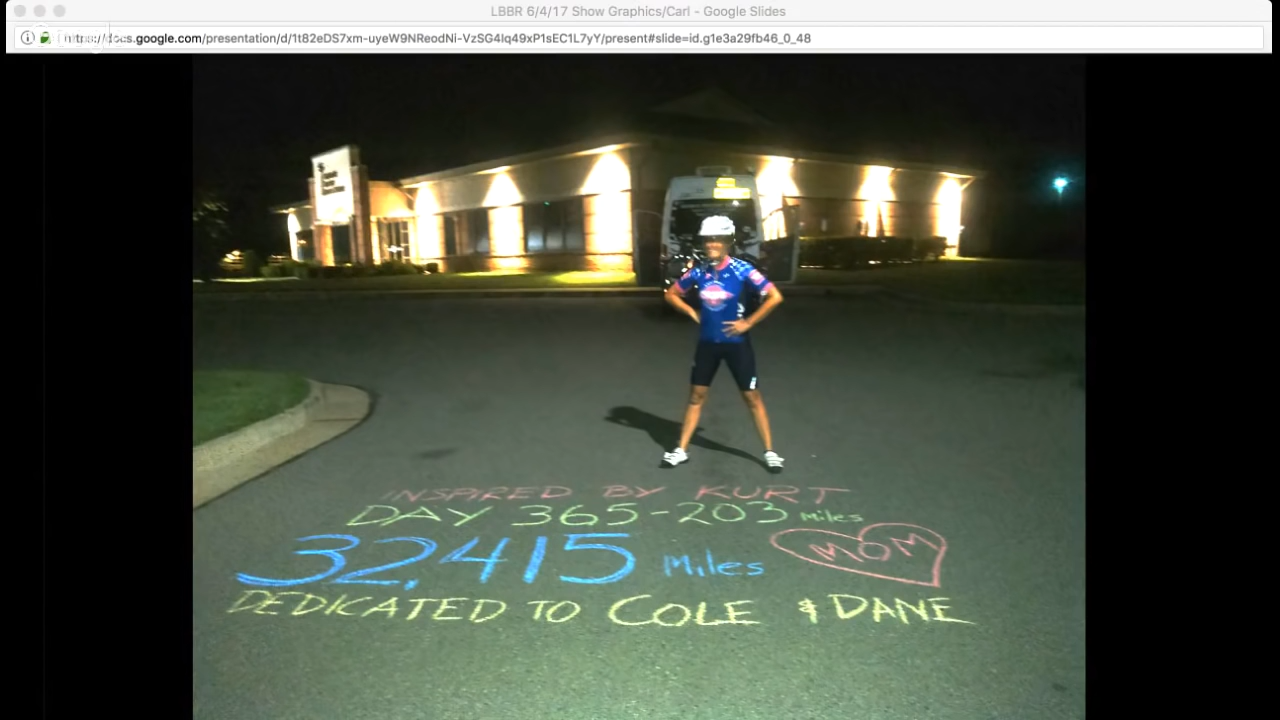 LBBR 6/4/17 Show Graphics/Carl - Google Slides
https://docs.google.com/presentation/d/1t82eDS7xm-uyeW9NReodNi-VzSG4Iq49xP1sEC1L7yY/present#slide=id.g1e3a29fb46_0_48
INSPIRED BY KURT
DAY 365-203 Miles
32,415 Miles MOM
DEDICATED TO COLE & DANE